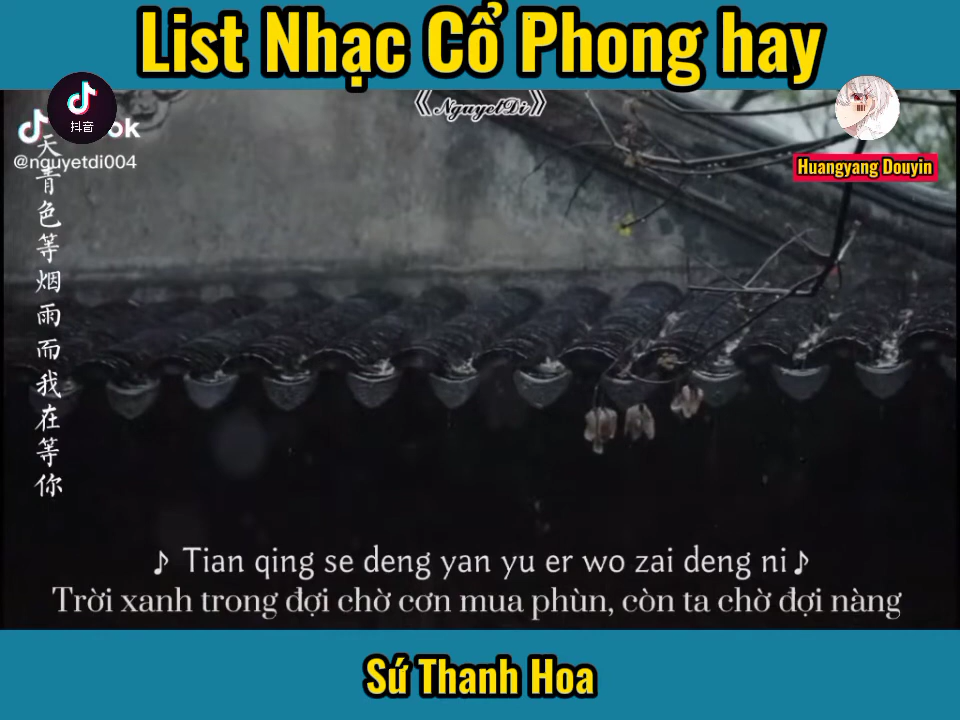 List Nhạc Cổ Phong hay
《NguyetDi》
抖音
ok
@nguyetdi004
Huangyang Douyin
天青色等烟雨而我在等你
♪ Tian qing se deng yan yu er wo zai deng ni♪
Trời xanh trong đợi chờ cơn mua phùn, còn ta chờ đợi nàng
Sứ Thanh Hoa